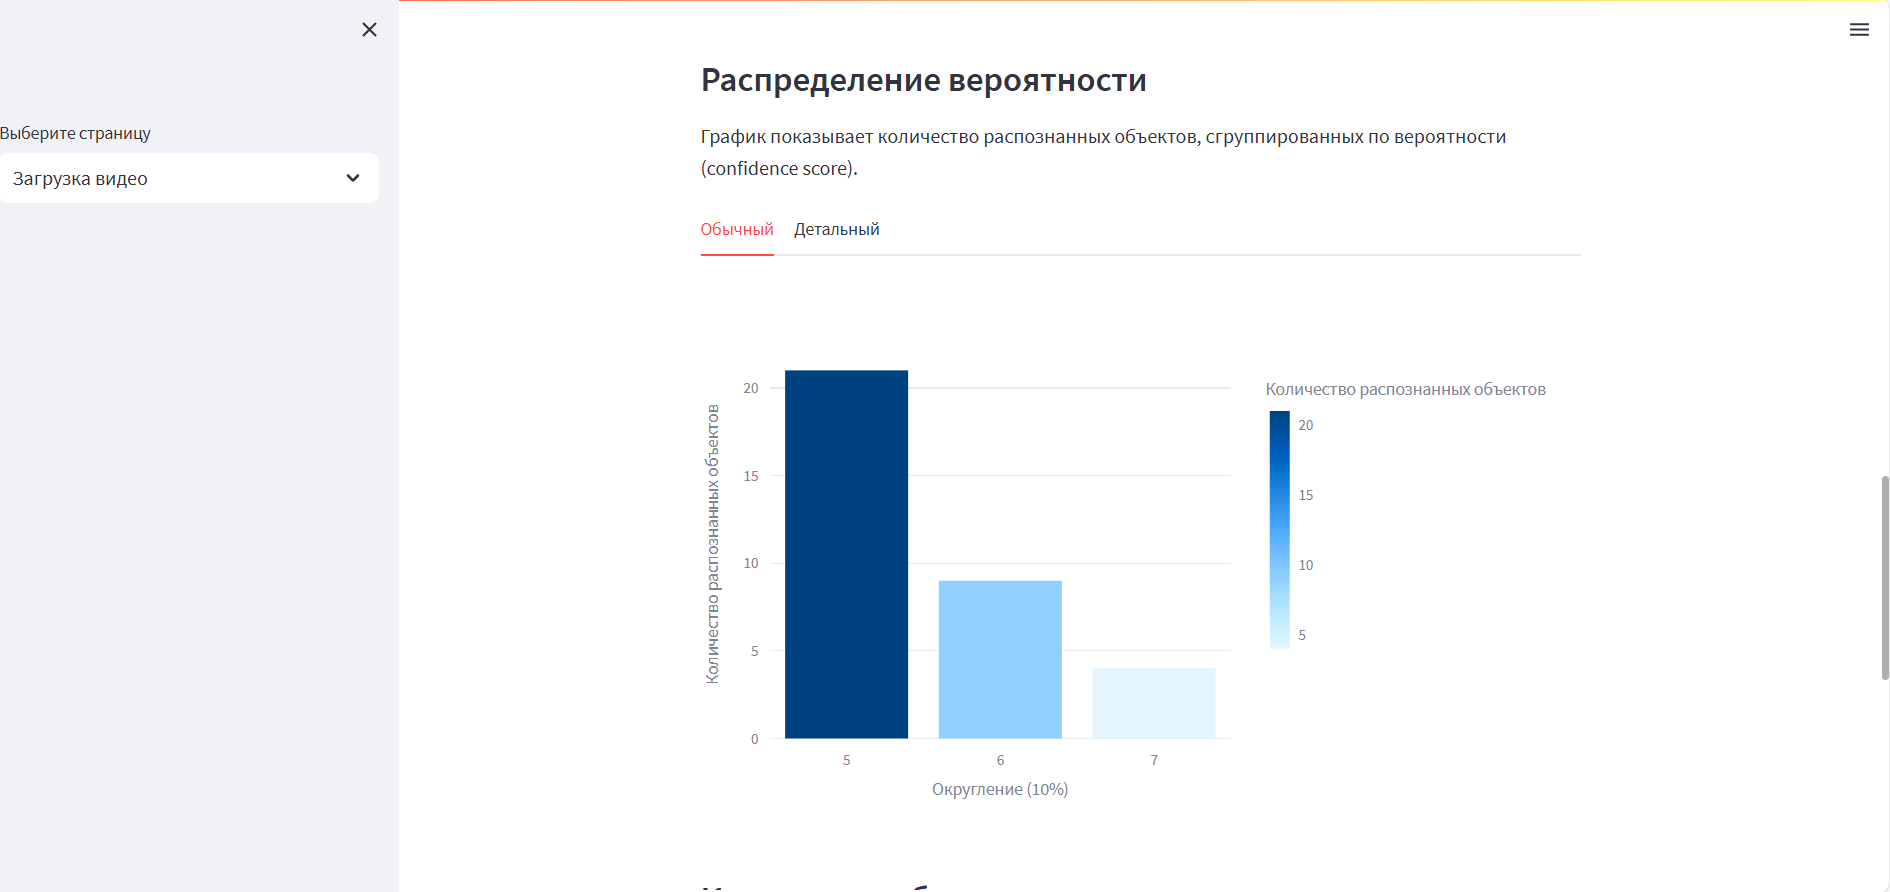 Выберите страницу
Загрузка видео
Распределение вероятности
График показывает количество распознанных объектов, сгруппированных по вероятности
(confidence score).
Обычный Детальный
Количество распознанных объектов
20
15
10
5
0
5 6 7
Округление (10%)
Количество распознанных объектов
20
15
10
5